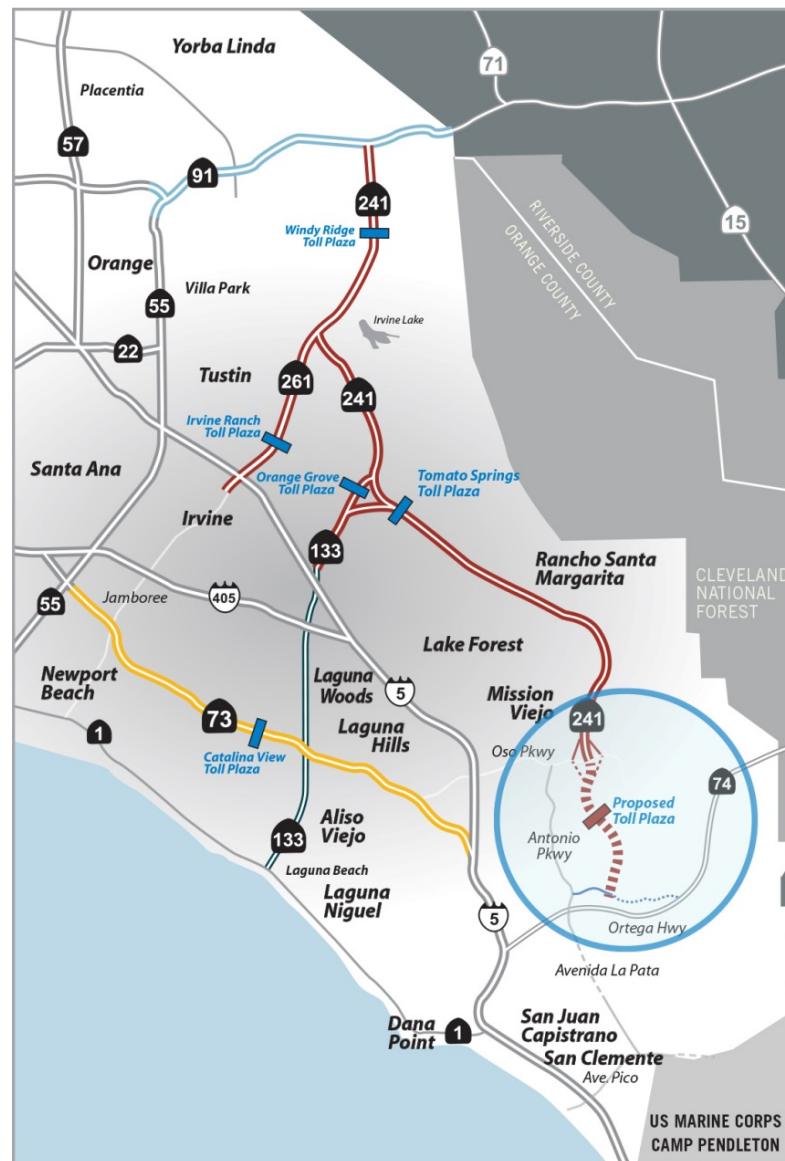 Yorba Linda
71
Placentia
57
91
15
241
Windy Ridge
Toll Plaza
RIVERSIDE COUNTY
ORANGE COUNTY
Orange
Villa Park
55
Irvine Lake
22
Tustin
261
241
Irvine Ranch
Toll Plaza
Santa Ana
Orange Grove
Toll Plaza
Tomato Springs
Toll Plaza
Irvine
133
Rancho Santa
Margarita
CLEVELAND
NATIONAL
FOREST
55
Jamboree
405
Lake Forest
Newport
Beach
Laguna
Woods
5
Mission
Viejo
241
1
73
Laguna
Hills
Catalina View
Toll Plaza
Oso Pkwy
74
Proposed
Toll Plaza
Aliso
Viejo
133
Antonio
Pkwy
Laguna Beach
Laguna
Niguel
5
Ortega Hwy
Avenida La Pata
Dana
Point
1
San Juan
Capistrano
San Clemente
Ave. Pico
US MARINE CORPS
CAMP PENDLETON